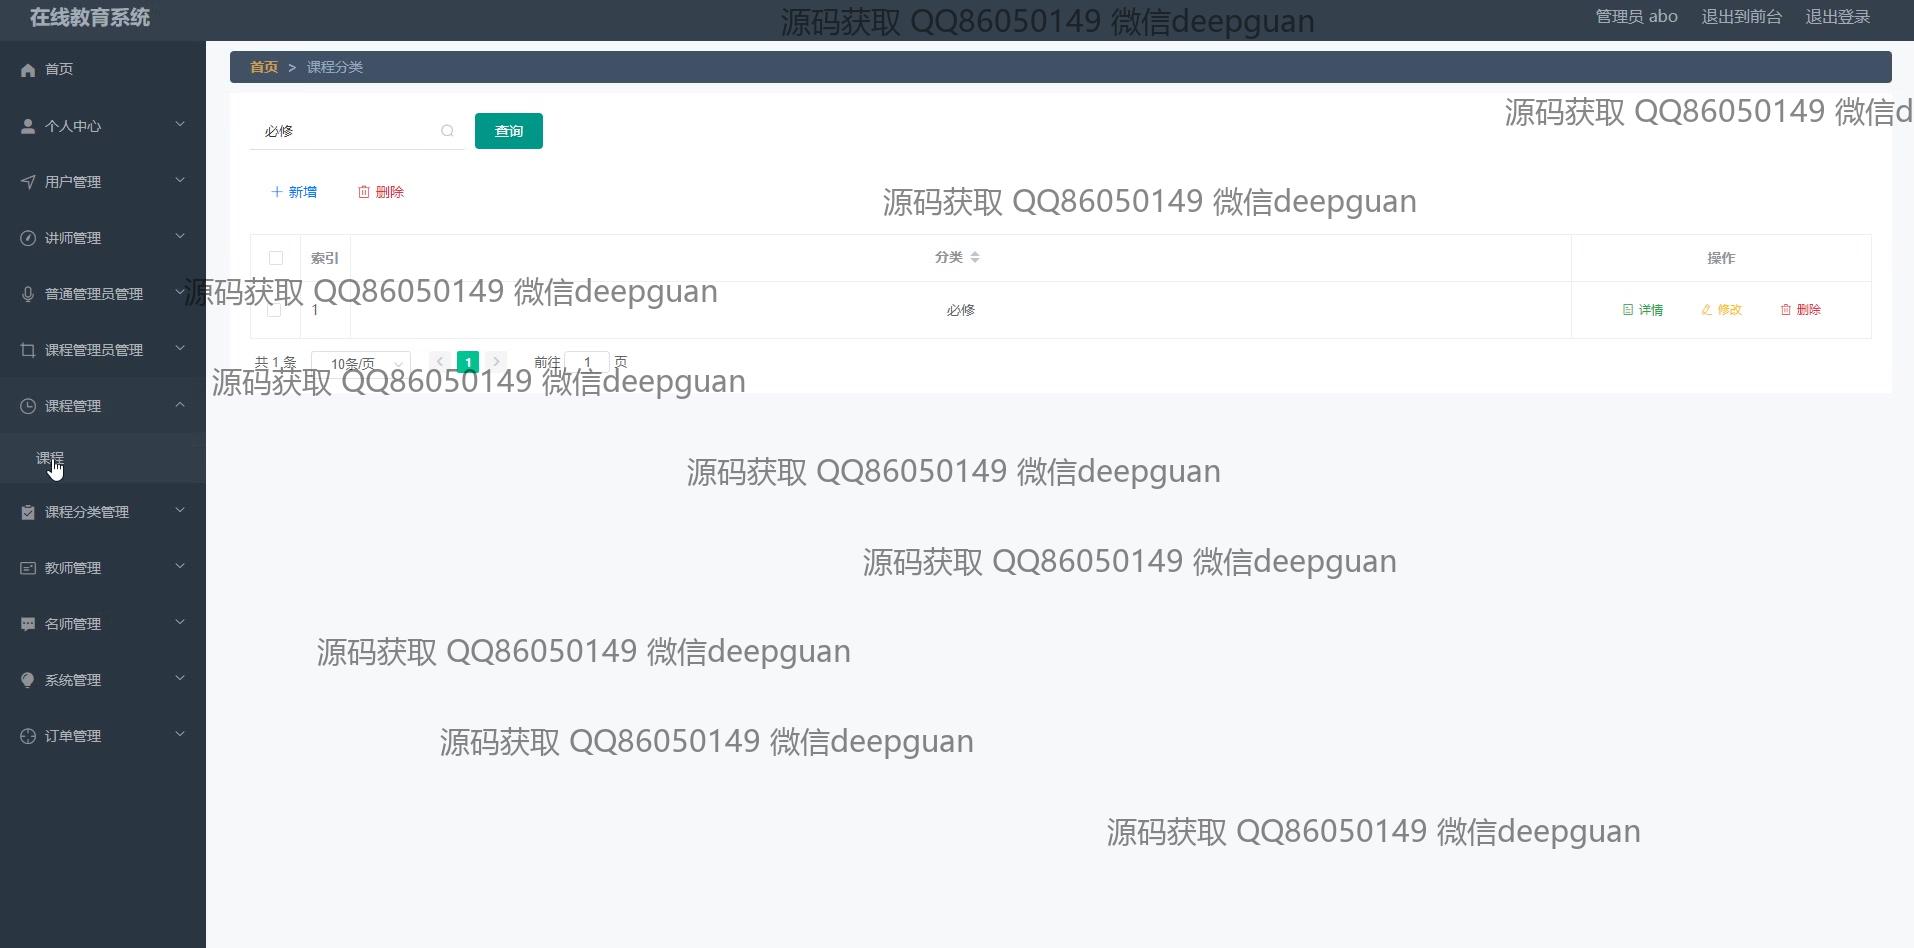 在线教育系统
源码获取 QQ86050149 微信deepguan
管理员 abo 退出到前台 退出登录
首页
首页 > 课程分类
源码获取 QQ86050149 微信d
个人中心
必修
查询
用户管理
新增
删除
源码获取 QQ86050149 微信deepguan
讲师管理
索引 分类 操作
普通管理员管理
源码获取 QQ86050149 微信deepguan
1 必修 详情 修改 删除
课程管理员管理
共 1 条 10条/页 1 前往 1 页
源码获取 QQ86050149 微信deepguan
课程管理
课程
源码获取 QQ86050149 微信deepguan
课程分类管理
教师管理
源码获取 QQ86050149 微信deepguan
名师管理
源码获取 QQ86050149 微信deepguan
系统管理
订单管理
源码获取 QQ86050149 微信deepguan
源码获取 QQ86050149 微信deepguan